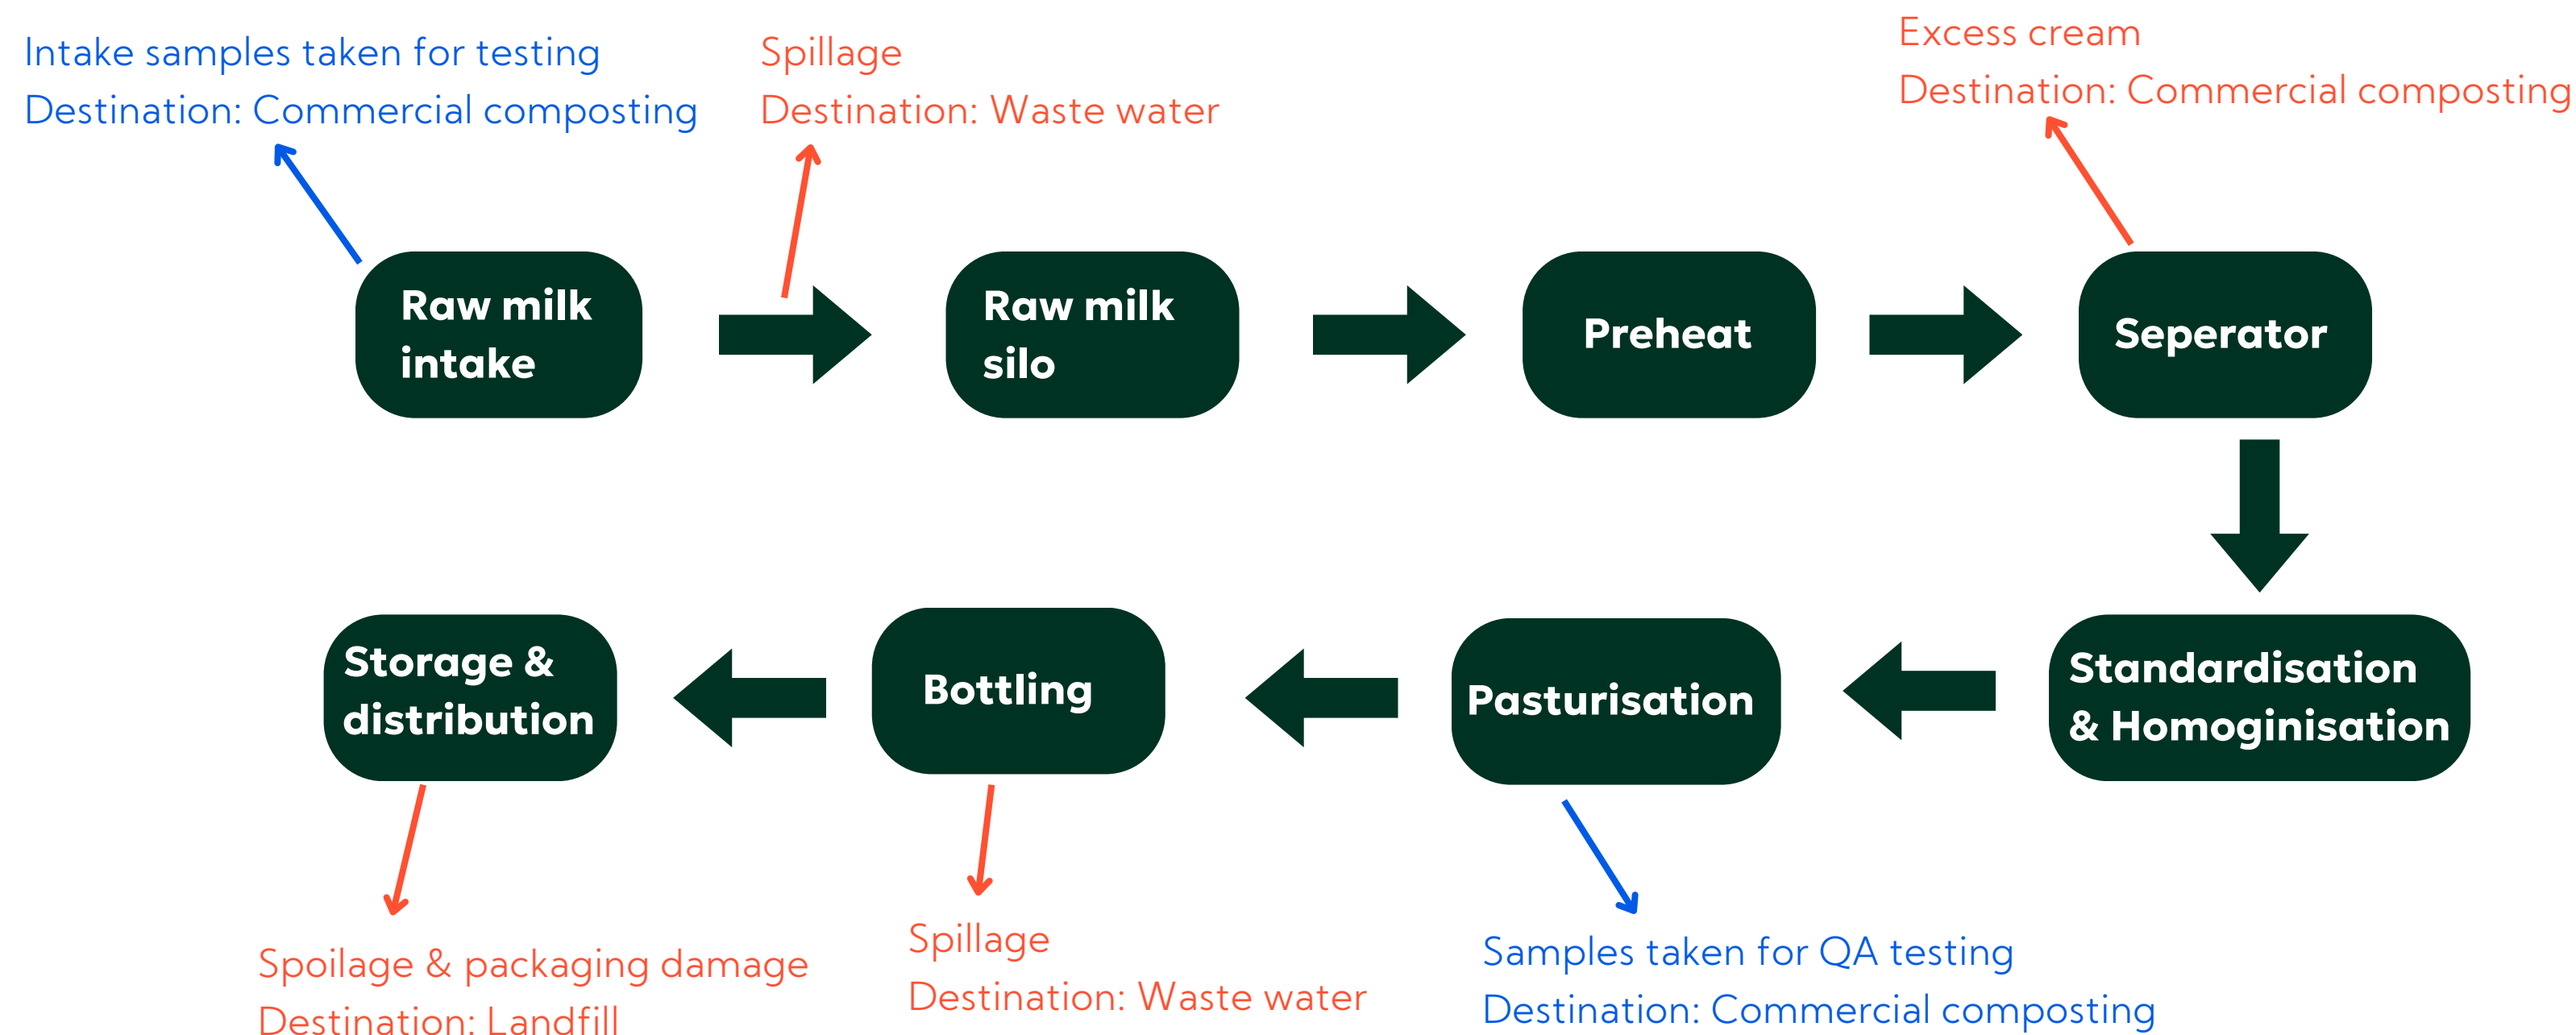 Intake samples taken for testing
Destination: Commercial composting
Spillage
Destination: Waste water
Excess cream
Destination: Commercial composting
Raw milk
intake
Raw milk
silo
Preheat
Seperator
Standardisation
& Homoginisation
Pasturisation
Bottling
Storage &
distribution
Spoilage & packaging damage
Destination: Landfill
Spillage
Destination: Waste water
Samples taken for QA testing
Destination: Commercial composting